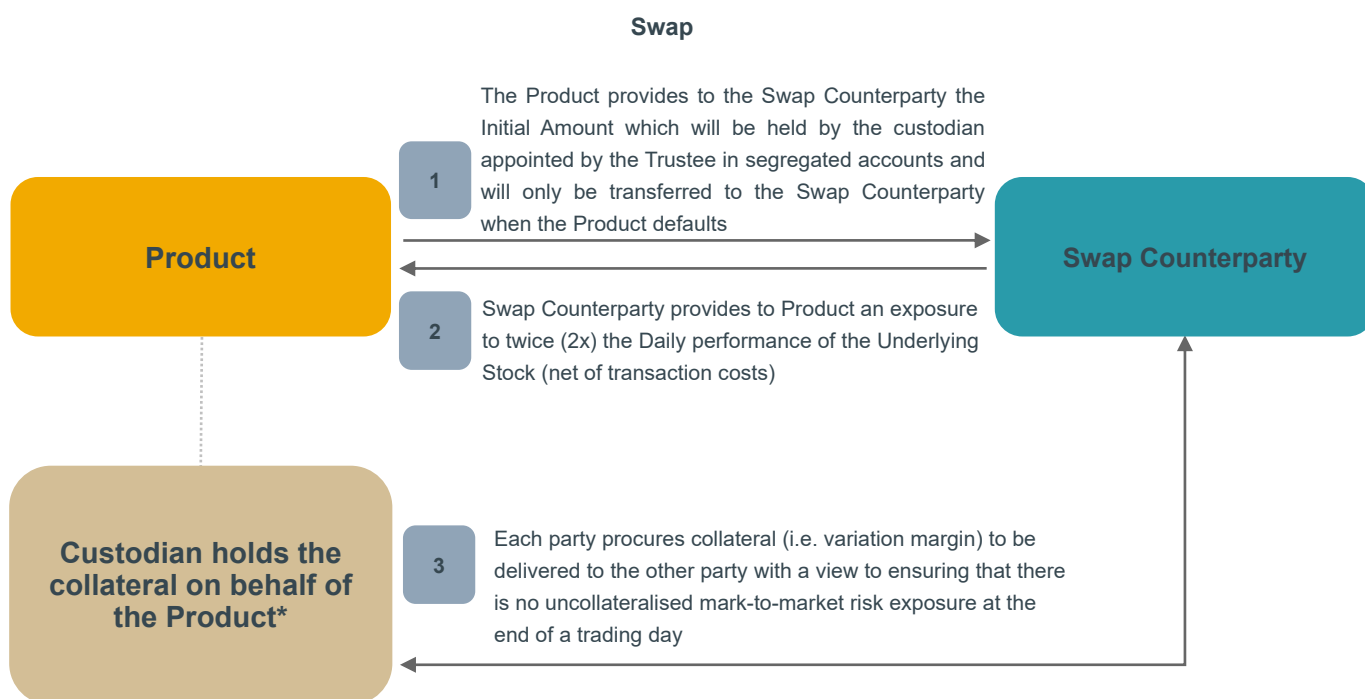 Swap
The Product provides to the Swap Counterparty the
Initial Amount which will be held by the custodian
appointed by the Trustee in segregated accounts and
will only be transferred to the Swap Counterparty
when the Product defaults
1
Product
Swap Counterparty
2
Swap Counterparty provides to Product an exposure
to twice (2x) the Daily performance of the Underlying
Stock (net of transaction costs)
Custodian holds the
collateral on behalf of
the Product*
3
Each party procures collateral (i.e. variation margin) to be
delivered to the other party with a view to ensuring that there
is no uncollateralised mark-to-market risk exposure at the
end of a trading day